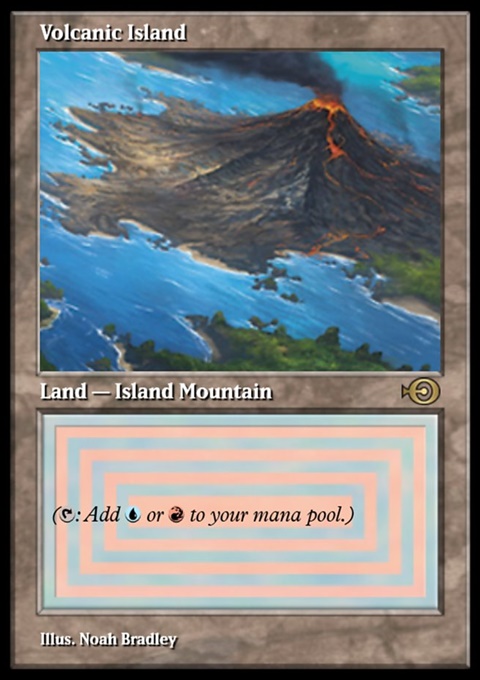 Volcanic Island
Land — Island Mountain
(: Add or to your mana pool.)
Illus. Noah Bradley